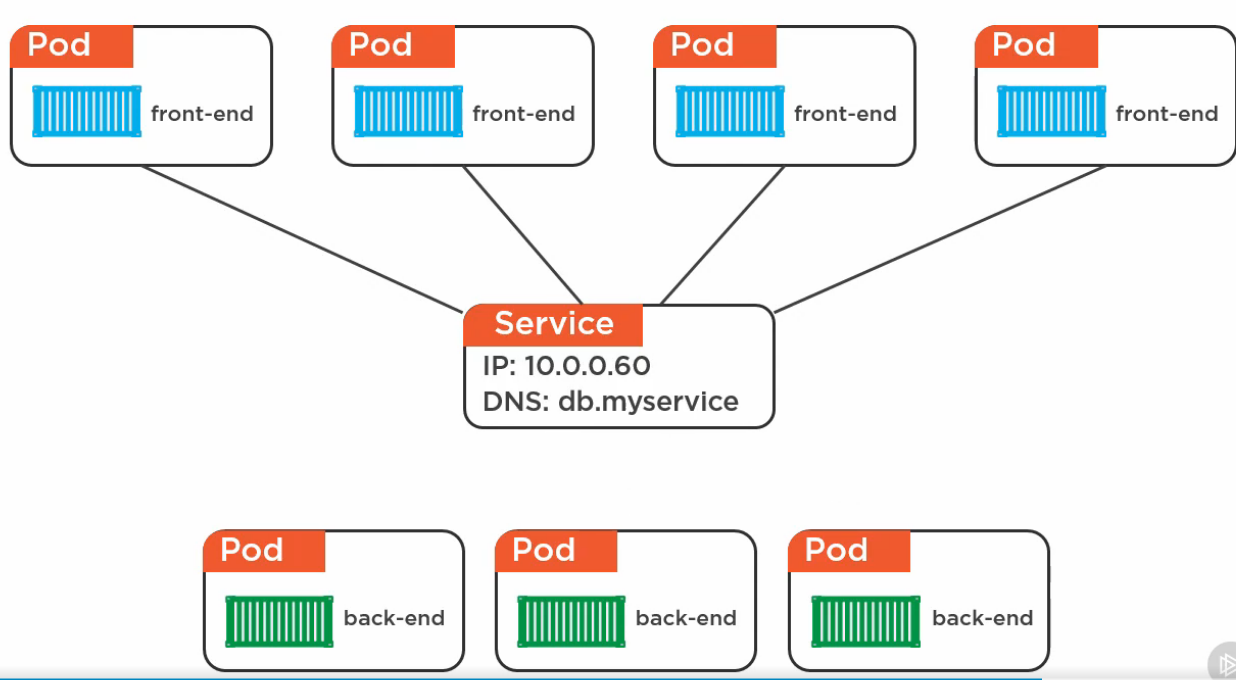 Pod
front-end
Pod
front-end
Pod
front-end
Pod
front-end
Service
IP: 10.0.0.60
DNS: db.myservice
Pod
back-end
Pod
back-end
Pod
back-end